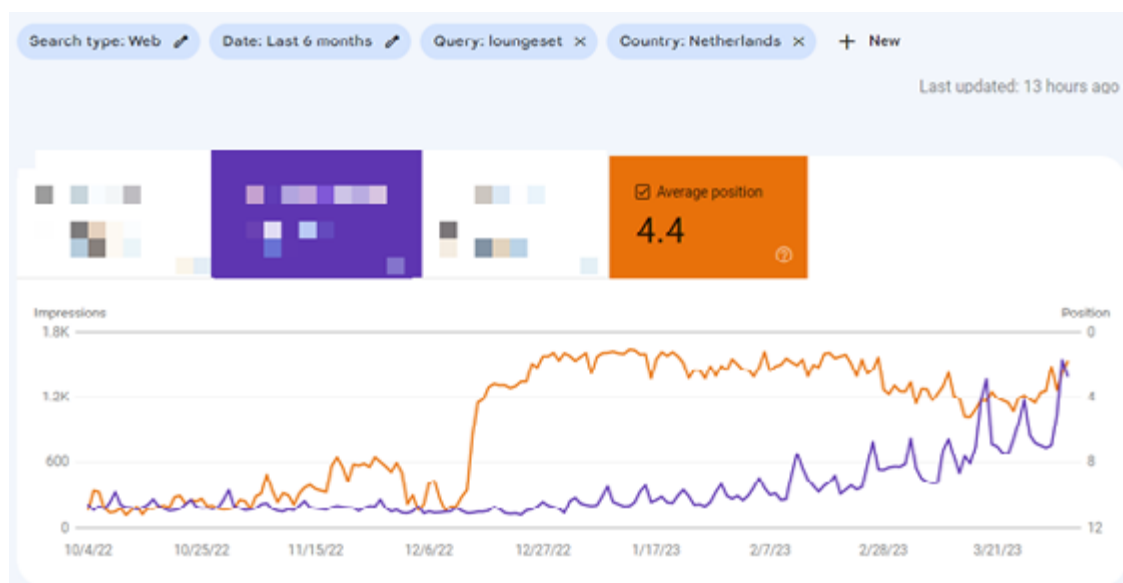 Search type: Web Date: Last 6 months Query: loungeset × Country: Netherlands × + New
Last updated: 13 hours ago
Average position
4.4
Impressions Position
1.8K 0
1.2K 4
600 8
0 12
10/4/22 10/25/22 11/15/22 12/6/22 12/27/22 1/17/23 2/7/23 2/28/23 3/21/23